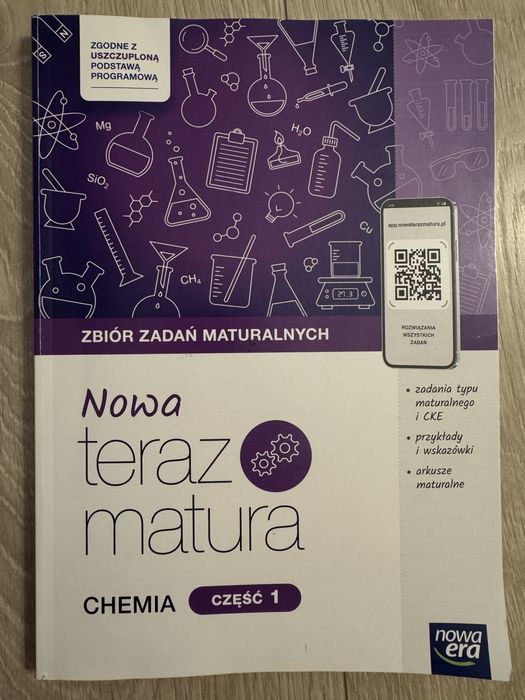 S
N
ZGODNE Z
USZCZUPLONĄ
PODSTAWĄ
PROGRAMOWĄ
Mg
H₂O
SiO₂
Cu
CH₄
27.3
app.nowaterazmatura.pl
ROZWIĄZANIA
WSZYSTKICH
ZADAŃ
ZBIÓR ZADAŃ MATURALNYCH
Nowa
teraz
matura
• zadania typu
maturalnego
i CKE
• przykłady
i wskazówki
• arkusze
maturalne
CHEMIA CZĘŚĆ 1
nowa
era